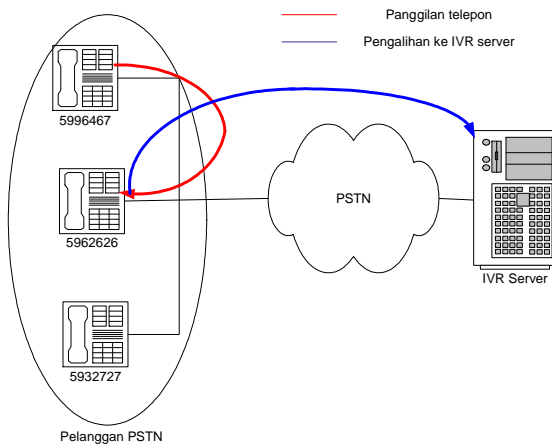 Panggilan telepon
Pengalihan ke IVR server
5996467
5962626
PSTN
IVR Server
5932727
Pelanggan PSTN